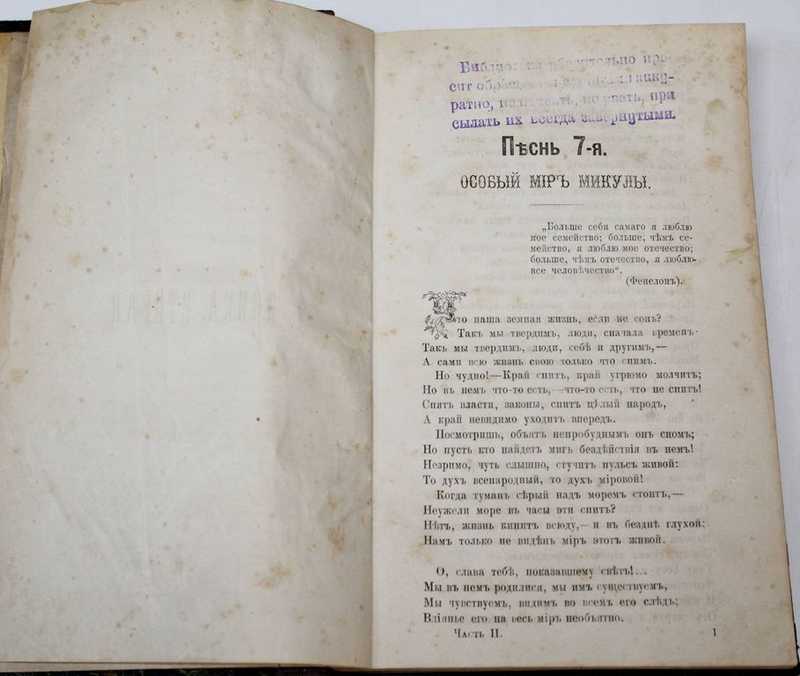 Библіотека убѣдительно про-
сит обращ
ратно, не
сылать их всегда завернутыми.
Пѣснь 7-я.
ОСОБЫЙ МІРЪ МИКУЛЫ.
„Больше себя самаго я люблю
мое семейство; больше, чѣмъ се-
мейство, я люблю мое отечество;
больше, чѣмъ отечество, я люблю
все человѣчество“.
(Фенелонъ).
Что наша земная жизнь, если не сонъ?
Такъ мы твердимъ, люди, сначала временъ
Такъ мы твердимъ, люди, себѣ и другимъ,—
А сами всю жизнь свою только что спимъ.
Но чудно!—Край спитъ, край угрюмо молчитъ;
Но въ немъ что-то есть,—что-то есть, что не спитъ!
Спятъ власти, законы, спитъ цѣлый народъ,
А край невидимо уходитъ впередъ.
Посмотришь, объятъ непробуднымъ онъ сномъ;
Но пусть кто найдетъ мигъ бездѣйствія въ немъ!
Незримо, чуть слышно, стучитъ пульсъ живой:
То духъ всенародный, то духъ міровой!
Когда туманъ сѣрый надъ моремъ стоитъ,—
Неужели море въ часы эти спитъ?
Нѣтъ, жизнь кипитъ всюду,—и въ безднѣ глухой;
Намъ только не видѣнъ міръ этотъ живой.
О, слава тебѣ, показавшему свѣтъ!...
Мы въ немъ родилися, мы имъ существуемъ,
Мы чувствуемъ, видимъ во всемъ его слѣдъ;
Вліянье его на весь міръ необъятно.
Часть II. 1